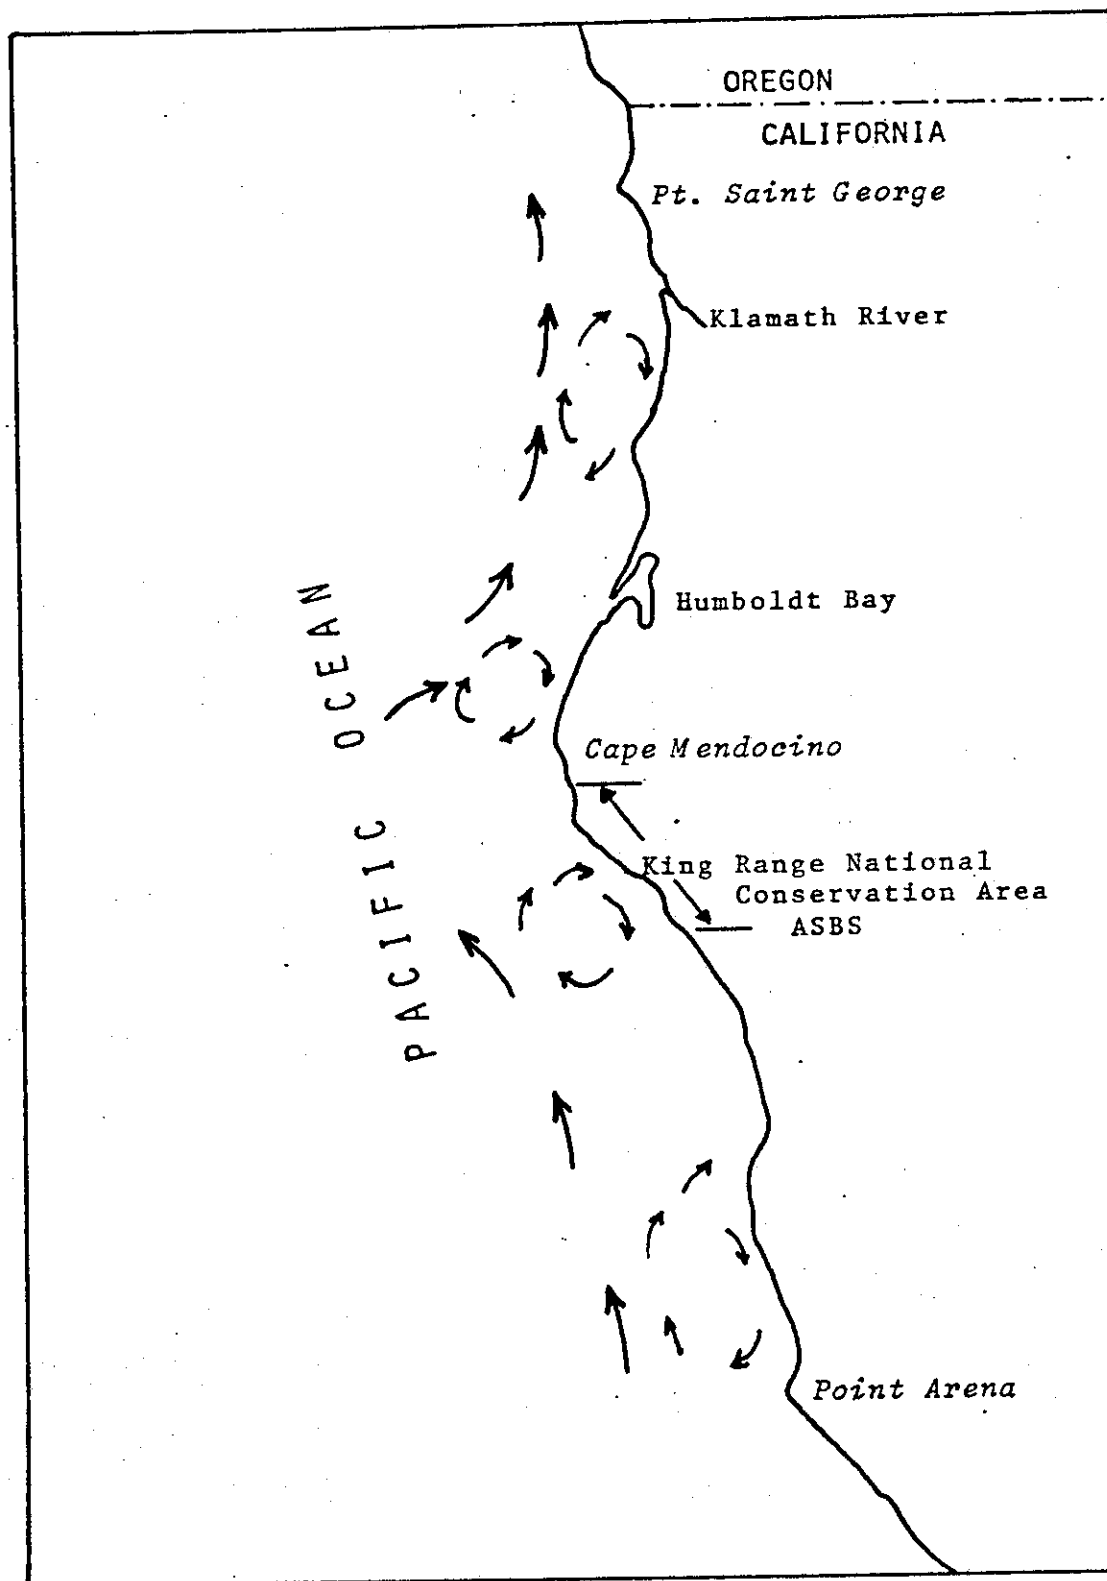 OREGON
CALIFORNIA
Pt. Saint George
Klamath River
Humboldt Bay
PACIFIC OCEAN
Cape Mendocino
King Range National
Conservation Area
ASBS
Point Arena